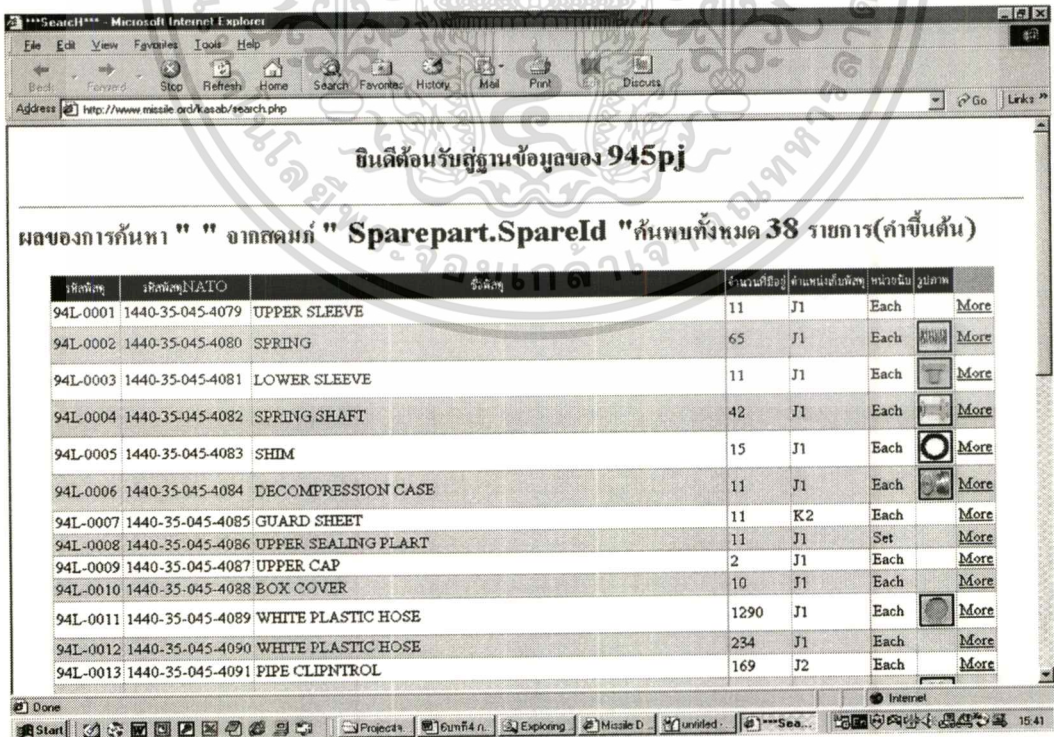 ***SearcH*** - Microsoft Internet Explorer
File Edit View Favorites Tools Help
Back Forward Stop Refresh Home Search Favorites History Mail Print Edit Discuss
Address http://www.missile.ord/kasab/search.php Go Links »
ยินดีต้อนรับสู่ฐานข้อมูลของ 945pj
ผลของการค้นหา " " จากสดมภ์ " Sparepart.SpareId "ค้นพบทั้งหมด 38 รายการ(คำขึ้นต้น)
รหัสพัสดุ รหัสพัสดุNATO ชื่อพัสดุ จำนวนที่มีอยู่ ตำแหน่งเก็บพัสดุ หน่วยนับ รูปภาพ
94L-0001 1440-35-045-4079 UPPER SLEEVE 11 J1 Each More
94L-0002 1440-35-045-4080 SPRING 65 J1 Each More
94L-0003 1440-35-045-4081 LOWER SLEEVE 11 J1 Each More
94L-0004 1440-35-045-4082 SPRING SHAFT 42 J1 Each More
94L-0005 1440-35-045-4083 SHIM 15 J1 Each More
94L-0006 1440-35-045-4084 DECOMPRESSION CASE 11 J1 Each More
94L-0007 1440-35-045-4085 GUARD SHEET 11 K2 Each More
94L-0008 1440-35-045-4086 UPPER SEALING PLART 11 J1 Set More
94L-0009 1440-35-045-4087 UPPER CAP 2 J1 Each More
94L-0010 1440-35-045-4088 BOX COVER 10 J1 Each More
94L-0011 1440-35-045-4089 WHITE PLASTIC HOSE 1290 J1 Each More
94L-0012 1440-35-045-4090 WHITE PLASTIC HOSE 234 J1 Each More
94L-0013 1440-35-045-4091 PIPE CLIPNTROL 169 J2 Each More
Done Internet
Start Projects Exploring Missile D untitled - ***Sea... 15:41